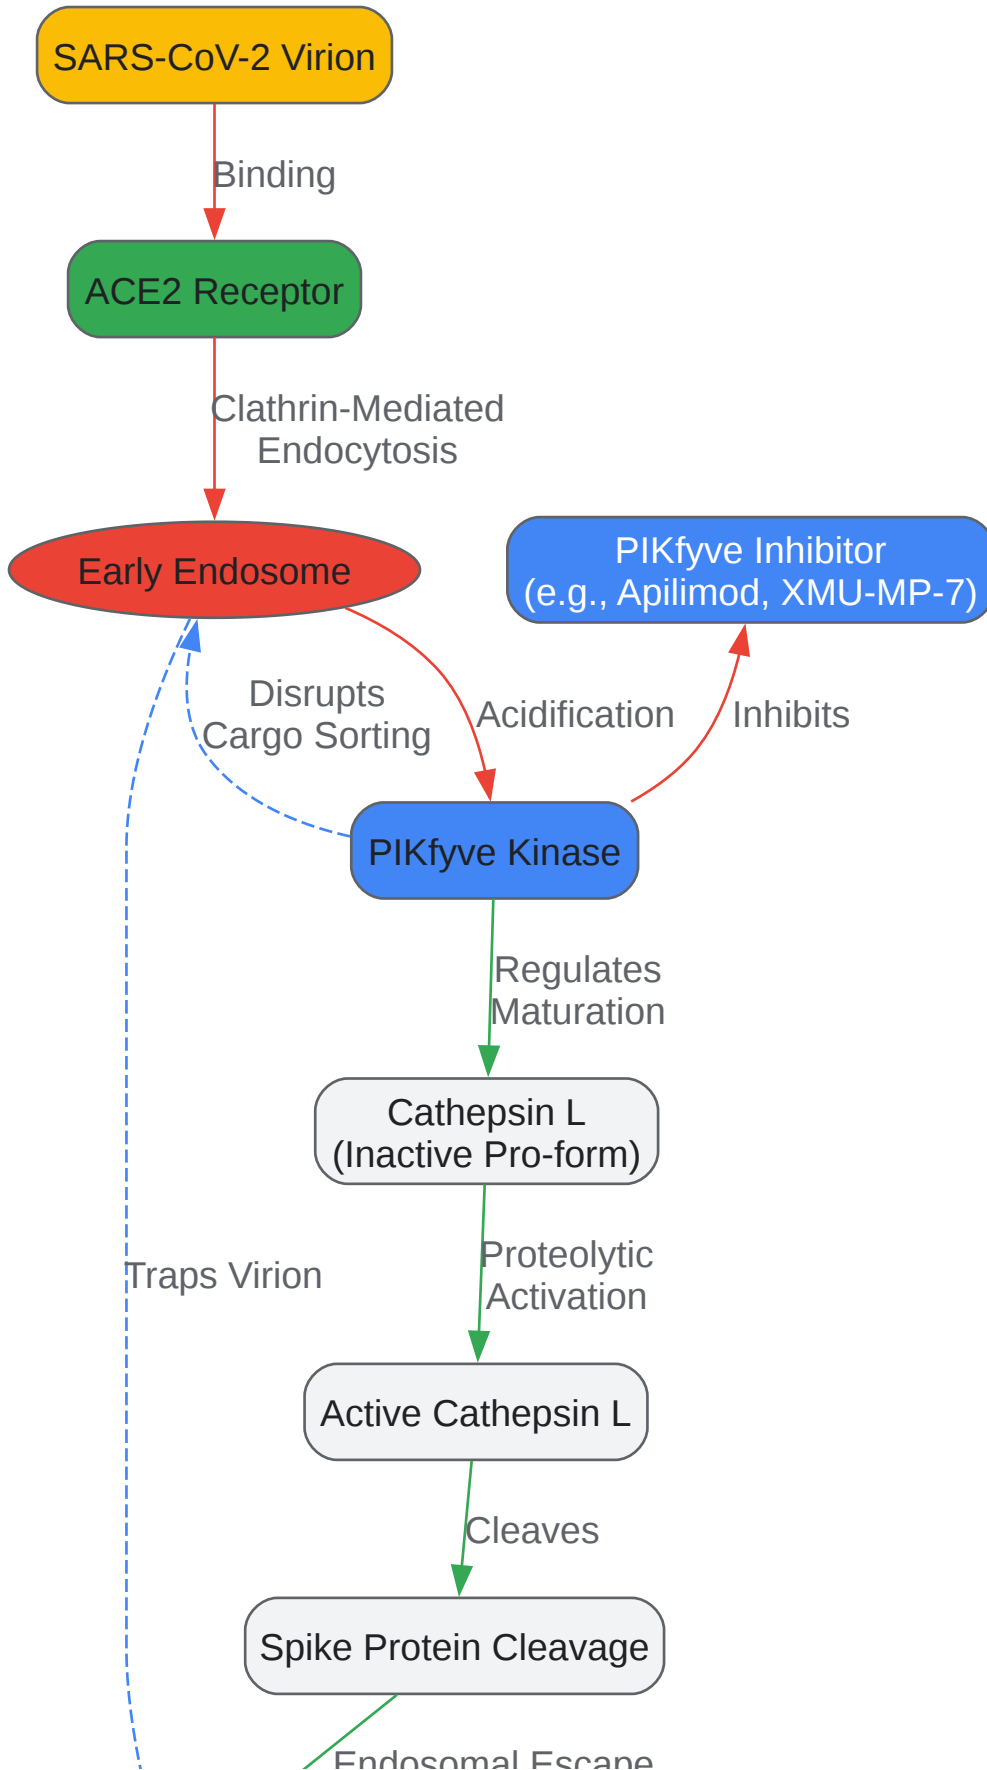 SARS-CoV-2 Virion
Binding
ACE2 Receptor
Clathrin-Mediated
Endocytosis
Early Endosome
PIKfyve Inhibitor
(e.g., Apilimod, XMU-MP-7)
Disrupts
Cargo Sorting
Acidification
Inhibits
PIKfyve Kinase
Regulates
Maturation
Cathepsin L
(Inactive Pro-form)
Traps Virion
Proteolytic
Activation
Active Cathepsin L
Cleaves
Spike Protein Cleavage
Endosomal Escape